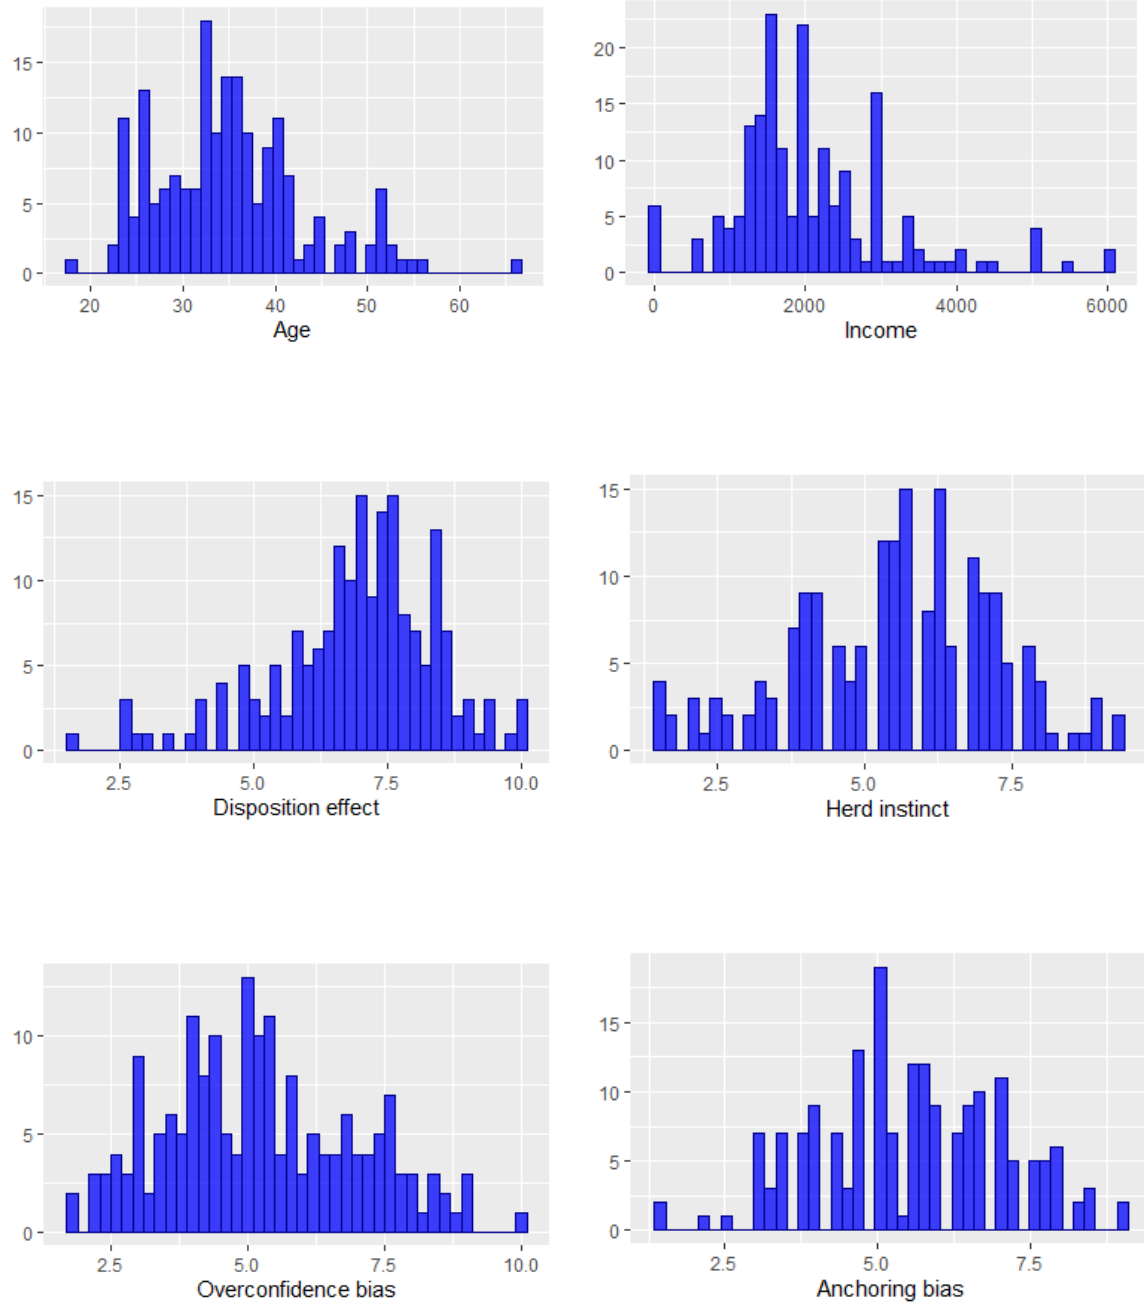 15
10
5
0
20 30 40 50 60
Age
20
15
10
5
0
0 2000 4000 6000
Income
15
10
5
0
2.5 5.0 7.5 10.0
Disposition effect
15
10
5
0
2.5 5.0 7.5
Herd instinct
10
5
0
2.5 5.0 7.5 10.0
Overconfidence bias
15
10
5
0
2.5 5.0 7.5
Anchoring bias